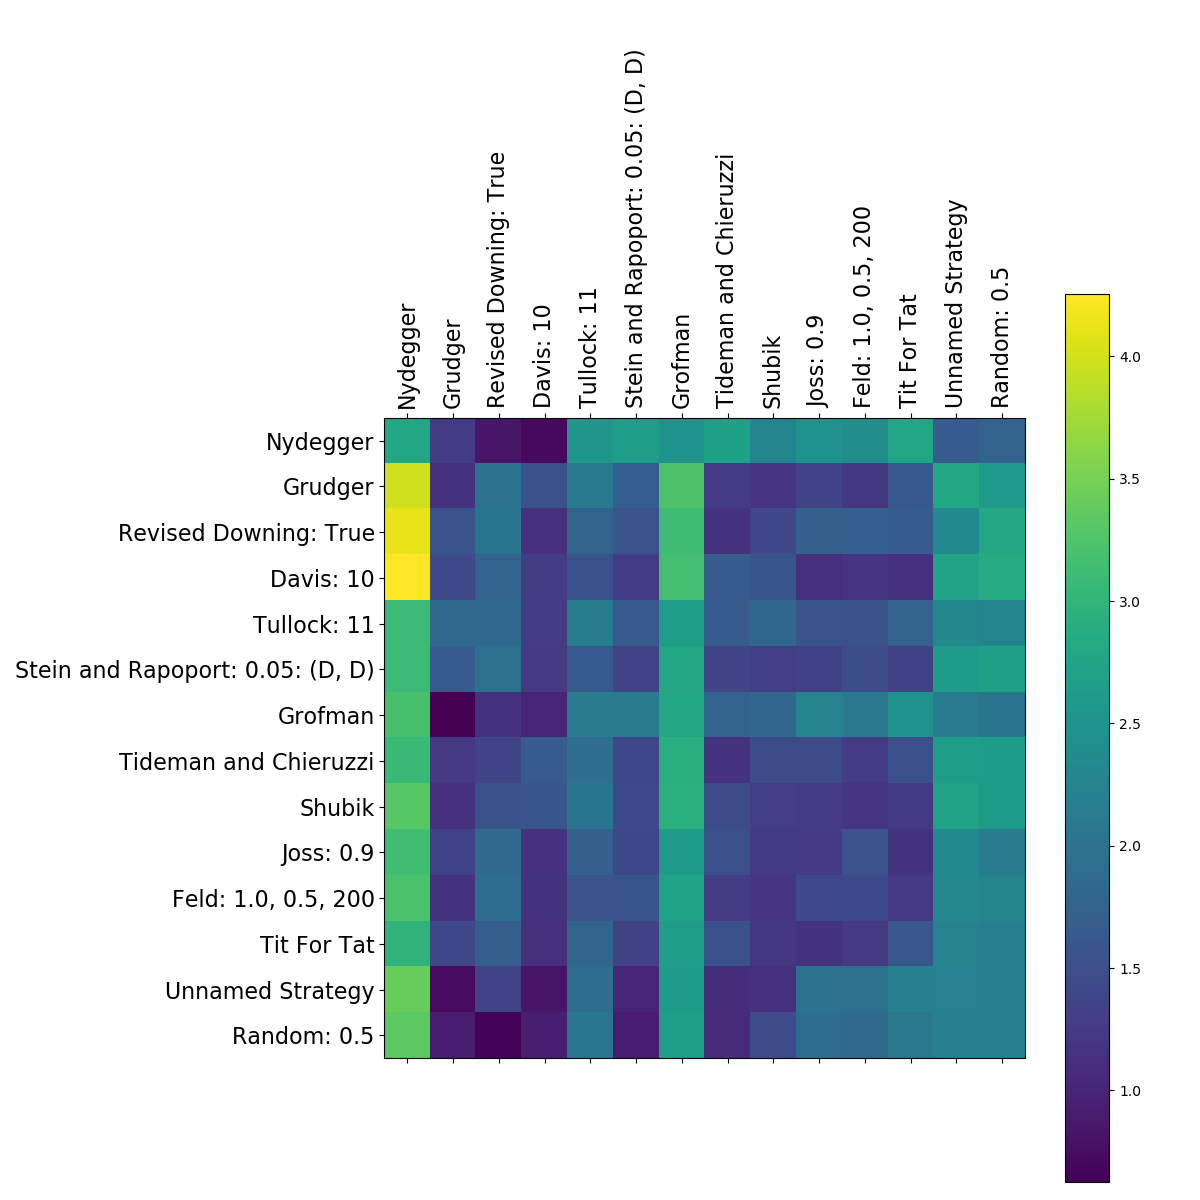 Nydegger
Grudger
Revised Downing: True
Davis: 10
Tullock: 11
Stein and Rapoport: 0.05: (D, D)
Grofman
Tideman and Chieruzzi
Shubik
Joss: 0.9
Feld: 1.0, 0.5, 200
Tit For Tat
Unnamed Strategy
Random: 0.5
Nydegger
Grudger
Revised Downing: True
Davis: 10
Tullock: 11
Stein and Rapoport: 0.05: (D, D)
Grofman
Tideman and Chieruzzi
Shubik
Joss: 0.9
Feld: 1.0, 0.5, 200
Tit For Tat
Unnamed Strategy
Random: 0.5
4.0
3.5
3.0
2.5
2.0
1.5
1.0